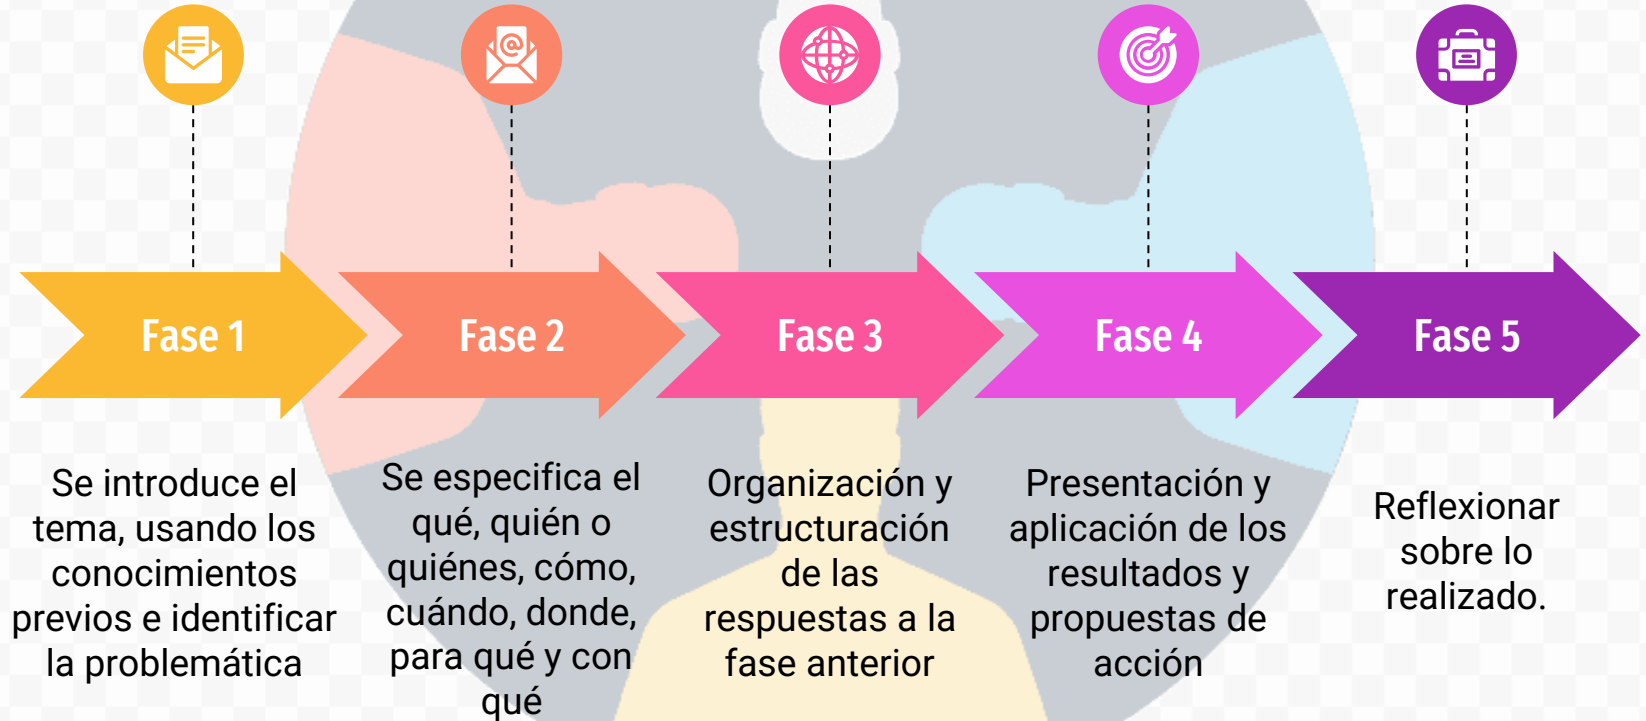 Fase 1
Fase 2
Fase 3
Fase 4
Fase 5
Se introduce el
tema, usando los
conocimientos
previos e identificar
la problemática
Se especifica el
qué, quién o
quiénes, cómo,
cuándo, donde,
para qué y con
qué
Organización y
estructuración
de las
respuestas a la
fase anterior
Presentación y
aplicación de los
resultados y
propuestas de
acción
Reflexionar
sobre lo
realizado.